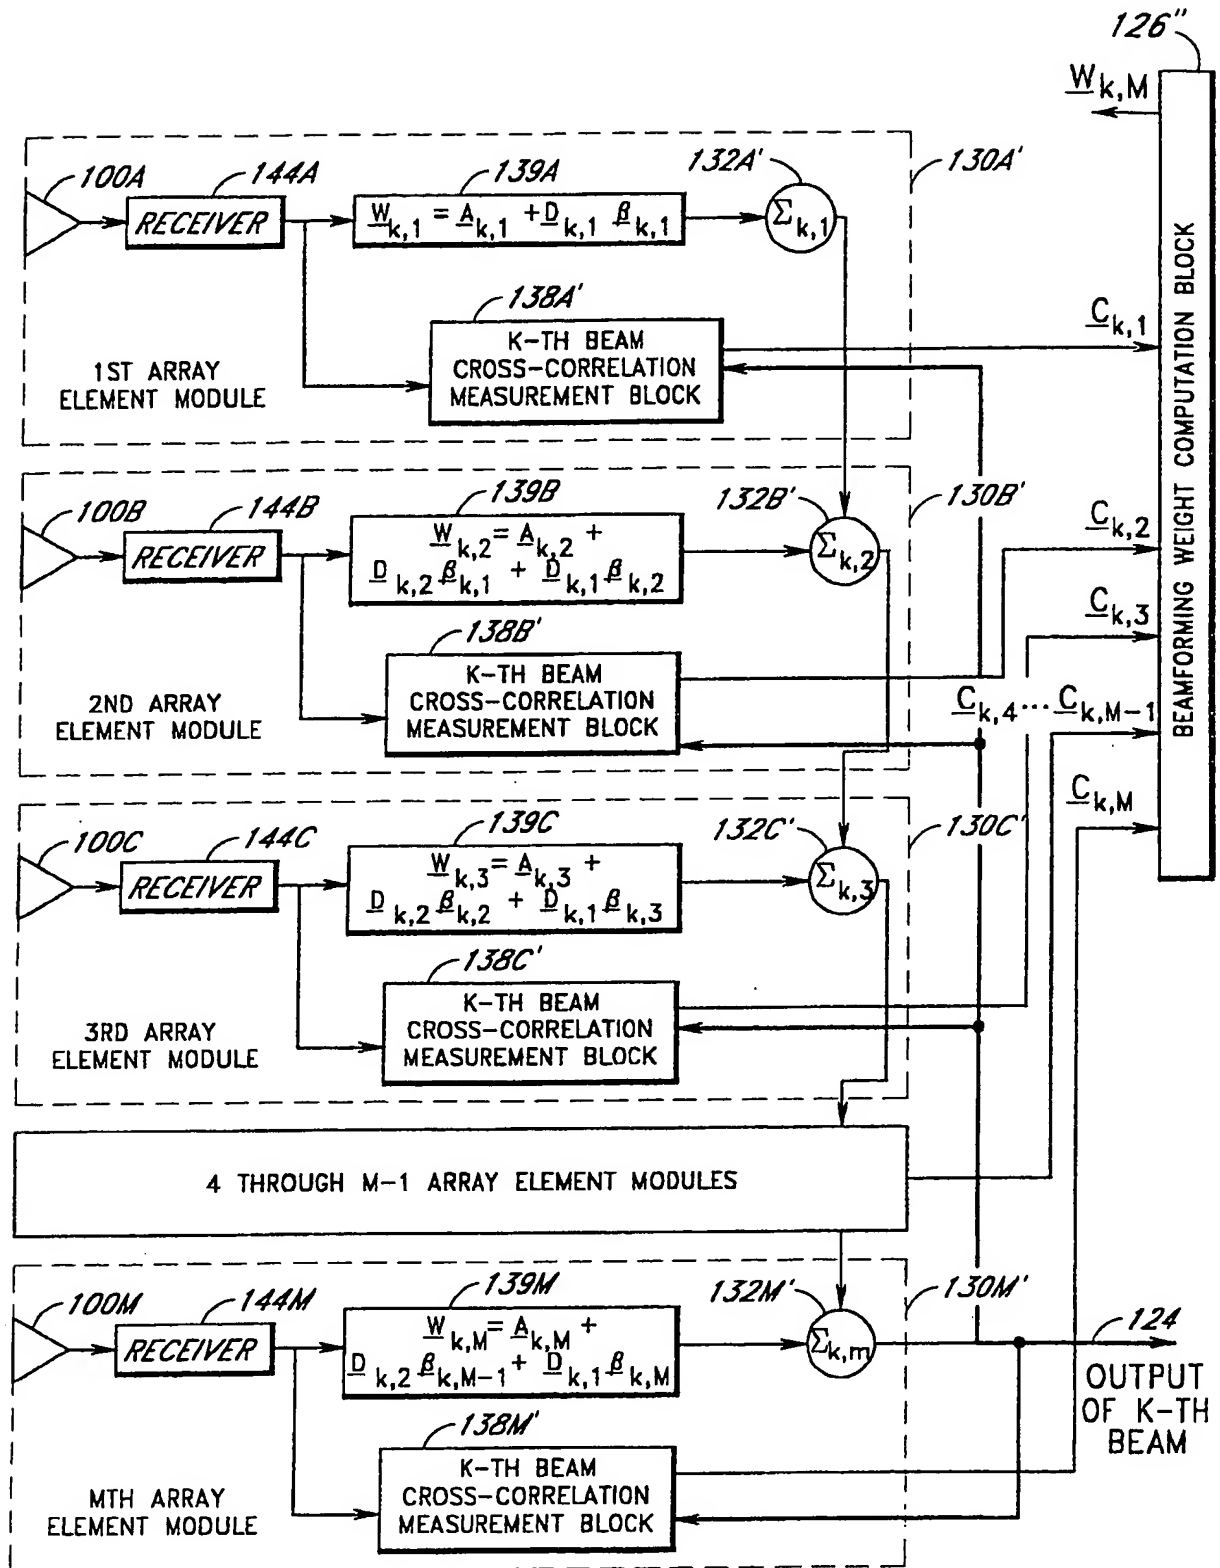 126"
W̲k,M
100A
144A
139A
132A'
130A'
RECEIVER
W̲k,1 = A̲k,1 + D̲k,1 β̲k,1
Σk,1
138A'
K-TH BEAM
CROSS-CORRELATION
MEASUREMENT BLOCK
C̲k,1
1ST ARRAY
ELEMENT MODULE
BEAMFORMING WEIGHT COMPUTATION BLOCK
100B
144B
139B
132B'
130B'
RECEIVER
W̲k,2 = A̲k,2 +
D̲k,2 β̲k,1 + D̲k,1 β̲k,2
Σk,2
C̲k,2
138B'
K-TH BEAM
CROSS-CORRELATION
MEASUREMENT BLOCK
C̲k,3
2ND ARRAY
ELEMENT MODULE
C̲k,4 ... C̲k,M-1
C̲k,M
100C
144C
139C
132C'
130C'
RECEIVER
W̲k,3 = A̲k,3 +
D̲k,2 β̲k,2 + D̲k,1 β̲k,3
Σk,3
138C'
K-TH BEAM
CROSS-CORRELATION
MEASUREMENT BLOCK
3RD ARRAY
ELEMENT MODULE
4 THROUGH M-1 ARRAY ELEMENT MODULES
100M
144M
139M
132M'
130M'
RECEIVER
W̲k,M = A̲k,M +
D̲k,2 β̲k,M-1 + D̲k,1 β̲k,M
Σk,m
124
OUTPUT
OF K-TH
BEAM
138M'
K-TH BEAM
CROSS-CORRELATION
MEASUREMENT BLOCK
MTH ARRAY
ELEMENT MODULE